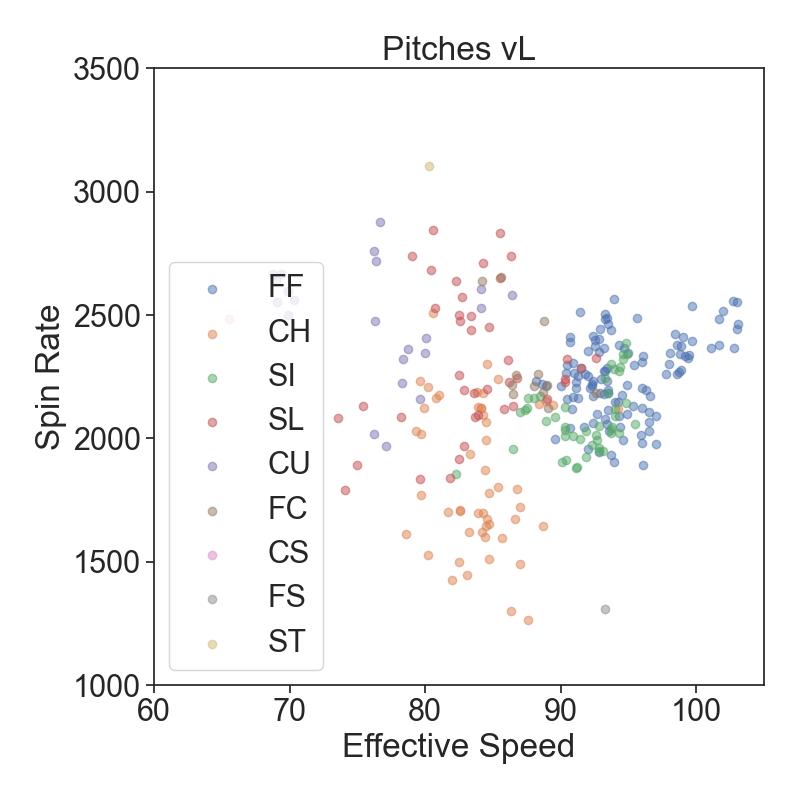 Pitches vL
3500
3000
2500
2000
1500
1000
Spin Rate
FF
CH
SI
SL
CU
FC
CS
FS
ST
60 70 80 90 100
Effective Speed